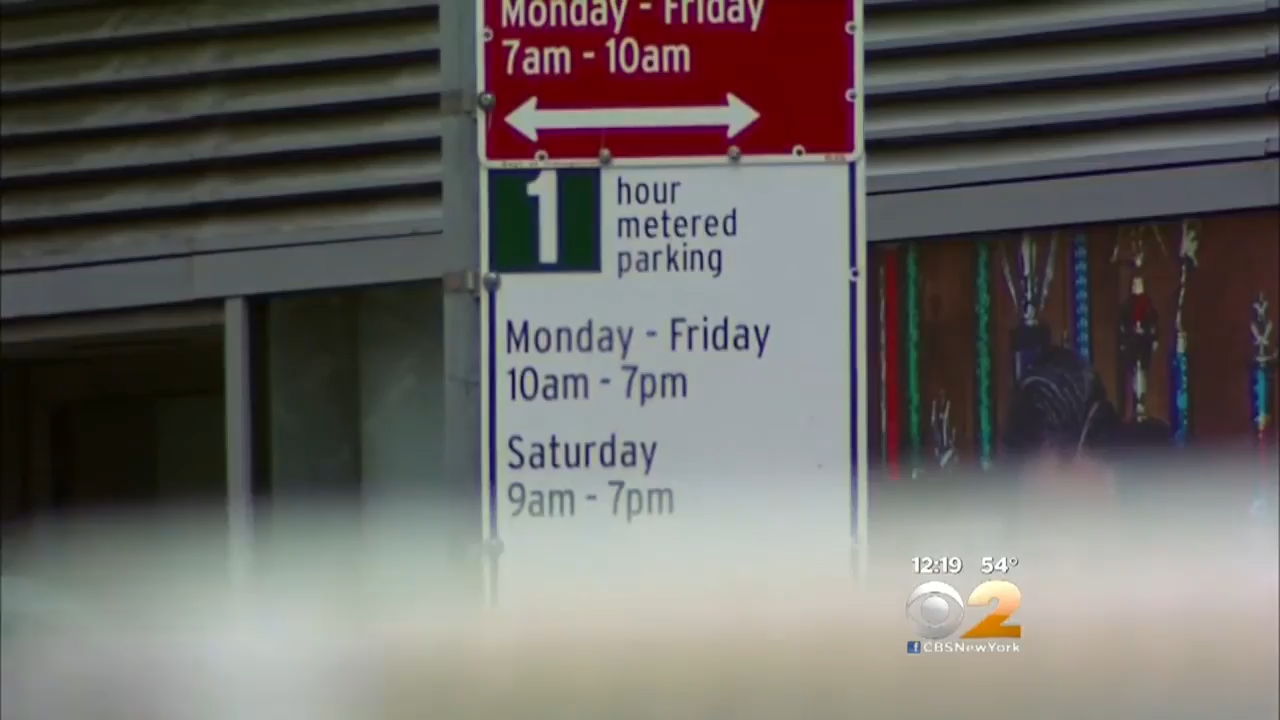 Monday - Friday
7am - 10am
1
hour
metered
parking
Monday - Friday
10am - 7pm
Saturday
9am - 7pm
12:19 54°
2
f CBSNewYork